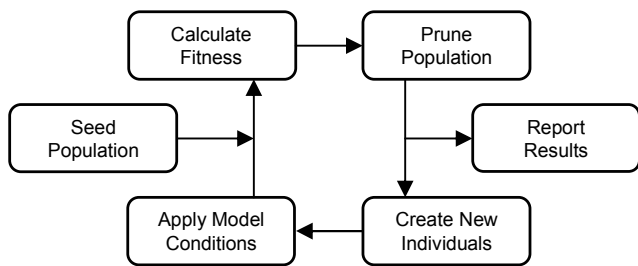 Calculate
Fitness
Prune
Population
Seed
Population
Report
Results
Apply Model
Conditions
Create New
Individuals